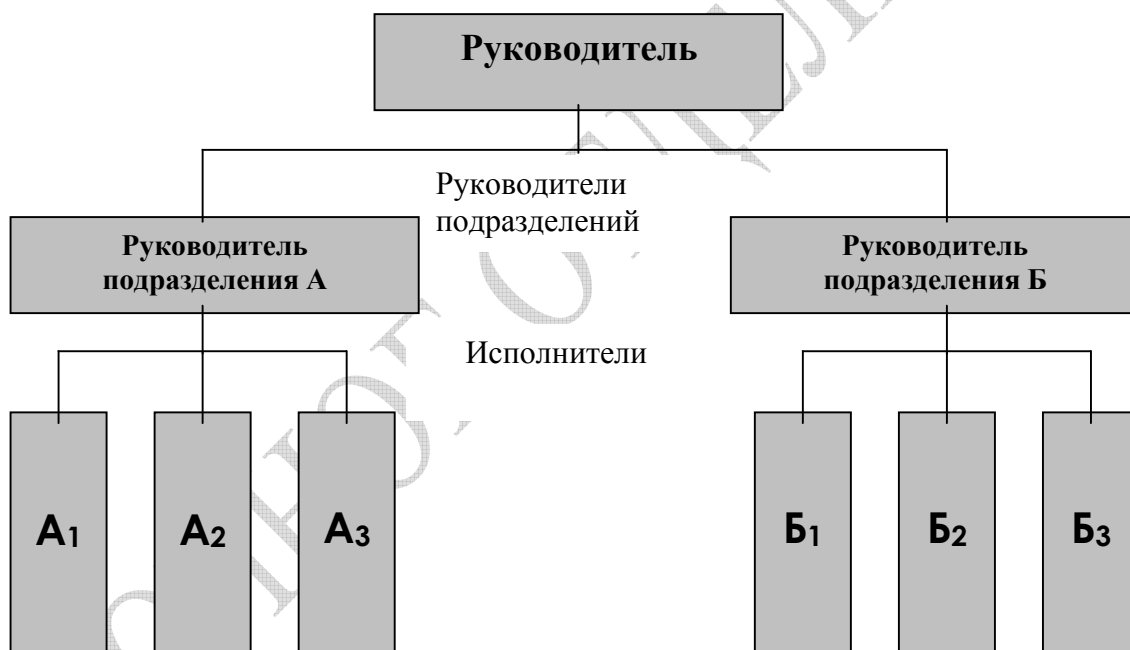 Руководитель
Руководители
подразделений
Руководитель
подразделения А
Руководитель
подразделения Б
Исполнители
А1
А2
А3
Б1
Б2
Б3